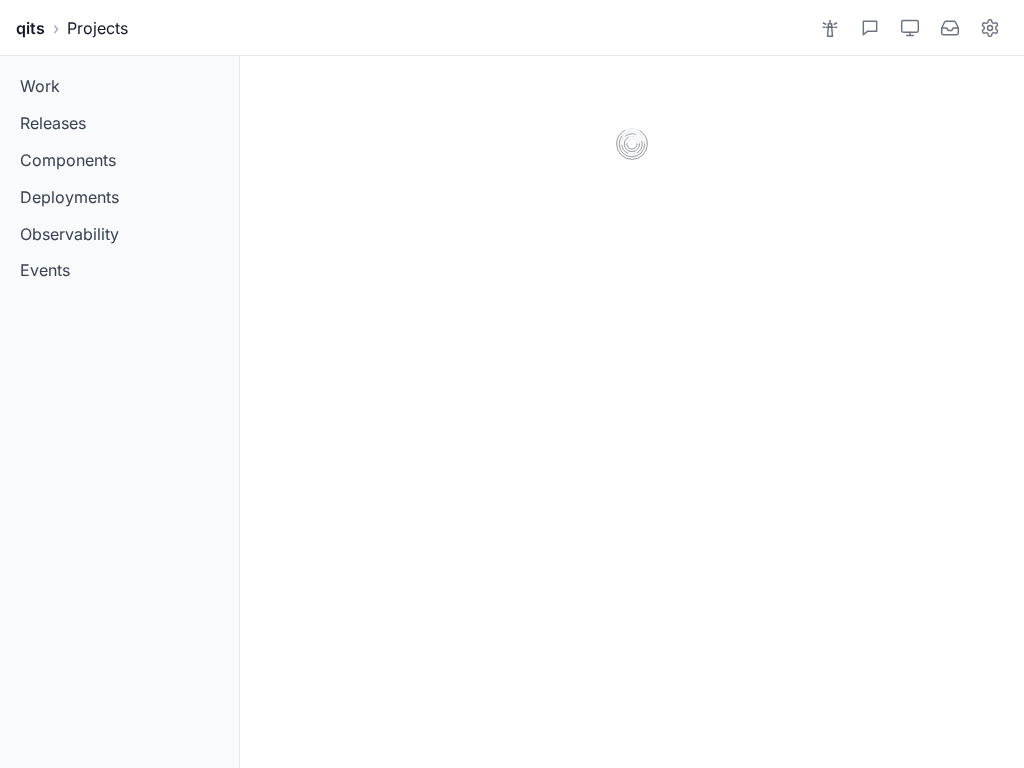 qits › Projects
Work
Releases
Components
Deployments
Observability
Events